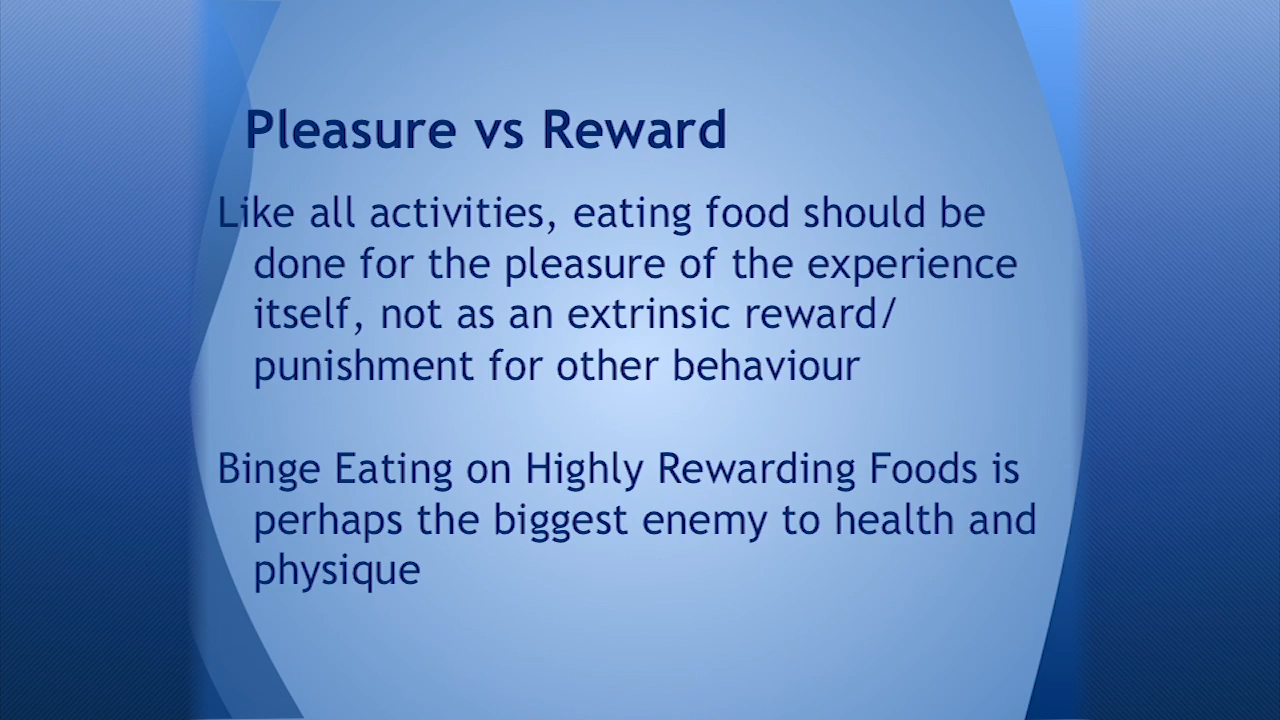 Pleasure vs Reward
Like all activities, eating food should be
done for the pleasure of the experience
itself, not as an extrinsic reward/
punishment for other behaviour
Binge Eating on Highly Rewarding Foods is
perhaps the biggest enemy to health and
physique